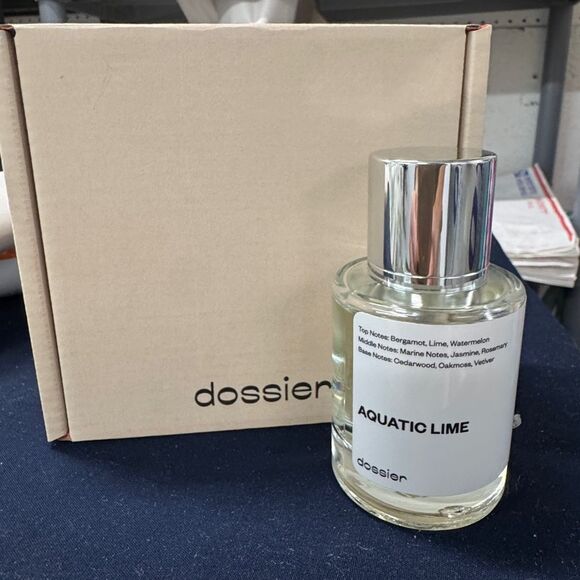 dossier
Top Notes: Bergamot, Lime, Watermelon
Middle Notes: Marine Notes, Jasmine, Rosemary
Base Notes: Cedarwood, Oakmoss, Vetiver
AQUATIC LIME
dossier